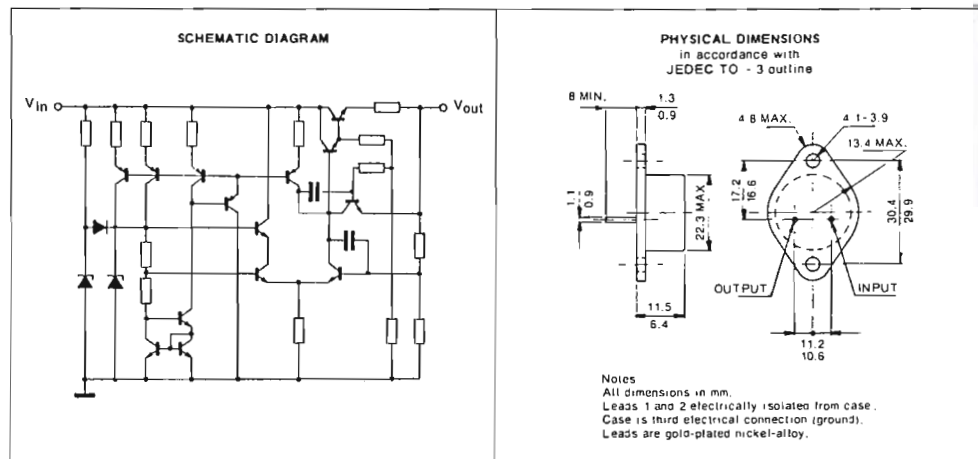 SCHEMATIC DIAGRAM
Vin
Vout
PHYSICAL DIMENSIONS
in accordance with
JEDEC TO - 3 outline
8 MIN.
1.3
0.9
4 8 MAX.
4 1-3.9
13.4 MAX.
1.1
0.9
22.3 MAX
17.2
16.6
30.4
29.9
OUTPUT
INPUT
11.5
6.4
11.2
10.6
Notes
All dimensions in mm.
Leads 1 and 2 electrically isolated from case.
Case is third electrical connection (ground).
Leads are gold-plated nickel-alloy.